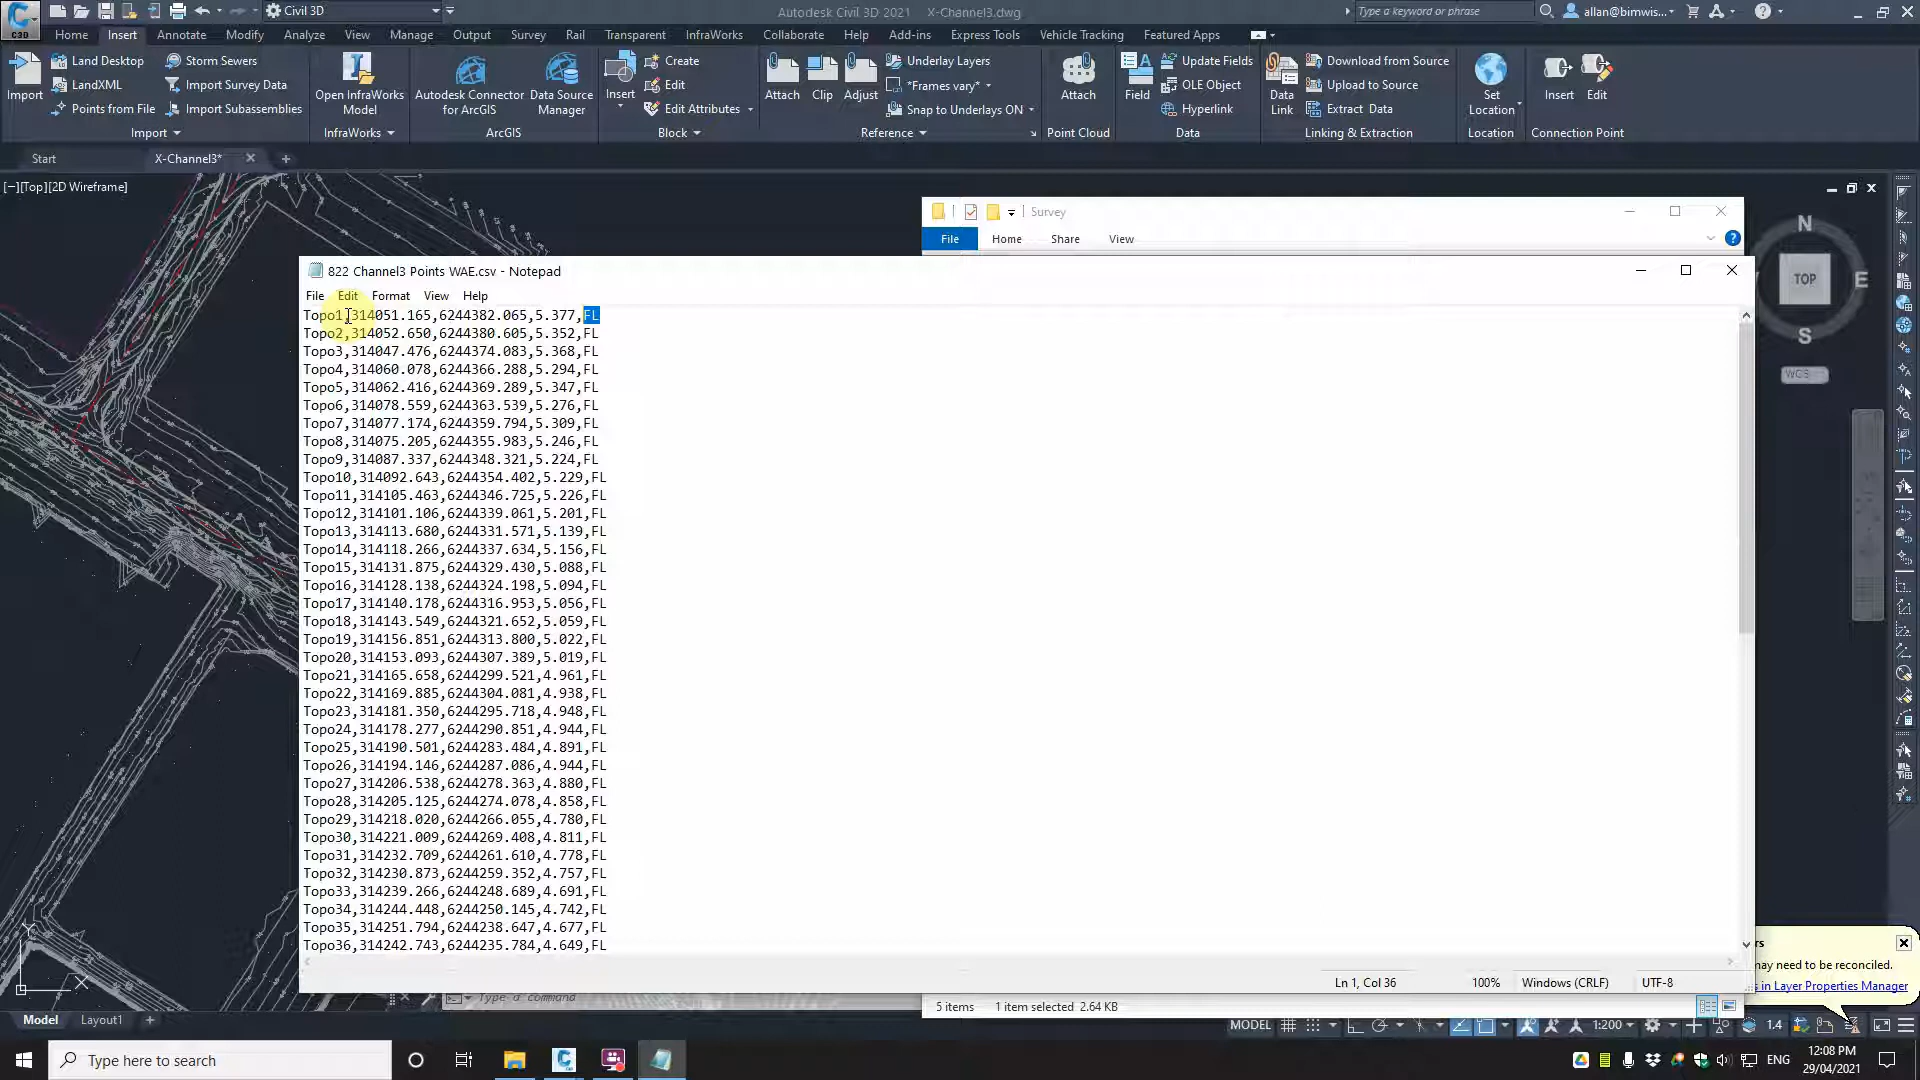 Civil 3D
Autodesk Civil 3D 2021 X-Channel3.dwg
Type a keyword or phrase
allan@bimwis...
C3D
Home Insert Annotate Modify Analyze View Manage Output Survey Rail Transparent InfraWorks Collaborate Help Add-ins Express Tools Vehicle Tracking Featured Apps
Import
Land Desktop
LandXML
Points from File
Storm Sewers
Import Survey Data
Import Subassemblies
Open InfraWorks Model
Autodesk Connector for ArcGIS
Data Source Manager
Insert
Create
Edit
Edit Attributes
Attach
Clip
Adjust
Underlay Layers
*Frames vary*
Snap to Underlays ON
Attach
Field
Update Fields
OLE Object
Hyperlink
Data Link
Download from Source
Upload to Source
Extract Data
Set Location
Insert
Edit
Import InfraWorks ArcGIS Block Reference Point Cloud Data Linking & Extraction Location Connection Point
Start X-Channel3*
[−][Top][2D Wireframe]
Survey
File Home Share View
N
TOP
E
S
WCS
822 Channel3 Points WAE.csv - Notepad
File Edit Format View Help
Topo1,314051.165,6244382.065,5.377,FL
Topo2,314052.650,6244380.605,5.352,FL
Topo3,314047.476,6244374.083,5.368,FL
Topo4,314060.078,6244366.288,5.294,FL
Topo5,314062.416,6244369.289,5.347,FL
Topo6,314078.559,6244363.539,5.276,FL
Topo7,314077.174,6244359.794,5.309,FL
Topo8,314075.205,6244355.983,5.246,FL
Topo9,314087.337,6244348.321,5.224,FL
Topo10,314092.643,6244354.402,5.229,FL
Topo11,314105.463,6244346.725,5.226,FL
Topo12,314101.106,6244339.061,5.201,FL
Topo13,314113.680,6244331.571,5.139,FL
Topo14,314118.266,6244337.634,5.156,FL
Topo15,314131.875,6244329.430,5.088,FL
Topo16,314128.138,6244324.198,5.094,FL
Topo17,314140.178,6244316.953,5.056,FL
Topo18,314143.549,6244321.652,5.059,FL
Topo19,314156.851,6244313.800,5.022,FL
Topo20,314153.093,6244307.389,5.019,FL
Topo21,314165.658,6244299.521,4.961,FL
Topo22,314169.885,6244304.081,4.938,FL
Topo23,314181.350,6244295.718,4.948,FL
Topo24,314178.277,6244290.851,4.944,FL
Topo25,314190.501,6244283.484,4.891,FL
Topo26,314194.146,6244287.086,4.944,FL
Topo27,314206.538,6244278.363,4.880,FL
Topo28,314205.125,6244274.078,4.858,FL
Topo29,314218.020,6244266.055,4.780,FL
Topo30,314221.009,6244269.408,4.811,FL
Topo31,314232.709,6244261.610,4.778,FL
Topo32,314230.873,6244259.352,4.757,FL
Topo33,314239.266,6244248.689,4.691,FL
Topo34,314244.448,6244250.145,4.742,FL
Topo35,314251.794,6244238.647,4.677,FL
Topo36,314242.743,6244235.784,4.649,FL
Ln 1, Col 36 100% Windows (CRLF) UTF-8
rs
may need to be reconciled.
s in Layer Properties Manager
Y
X
Type a command
5 items 1 item selected 2.64 KB
Model Layout1
MODEL 1:200 1.4
Type here to search
ENG
12:08 PM
29/04/2021